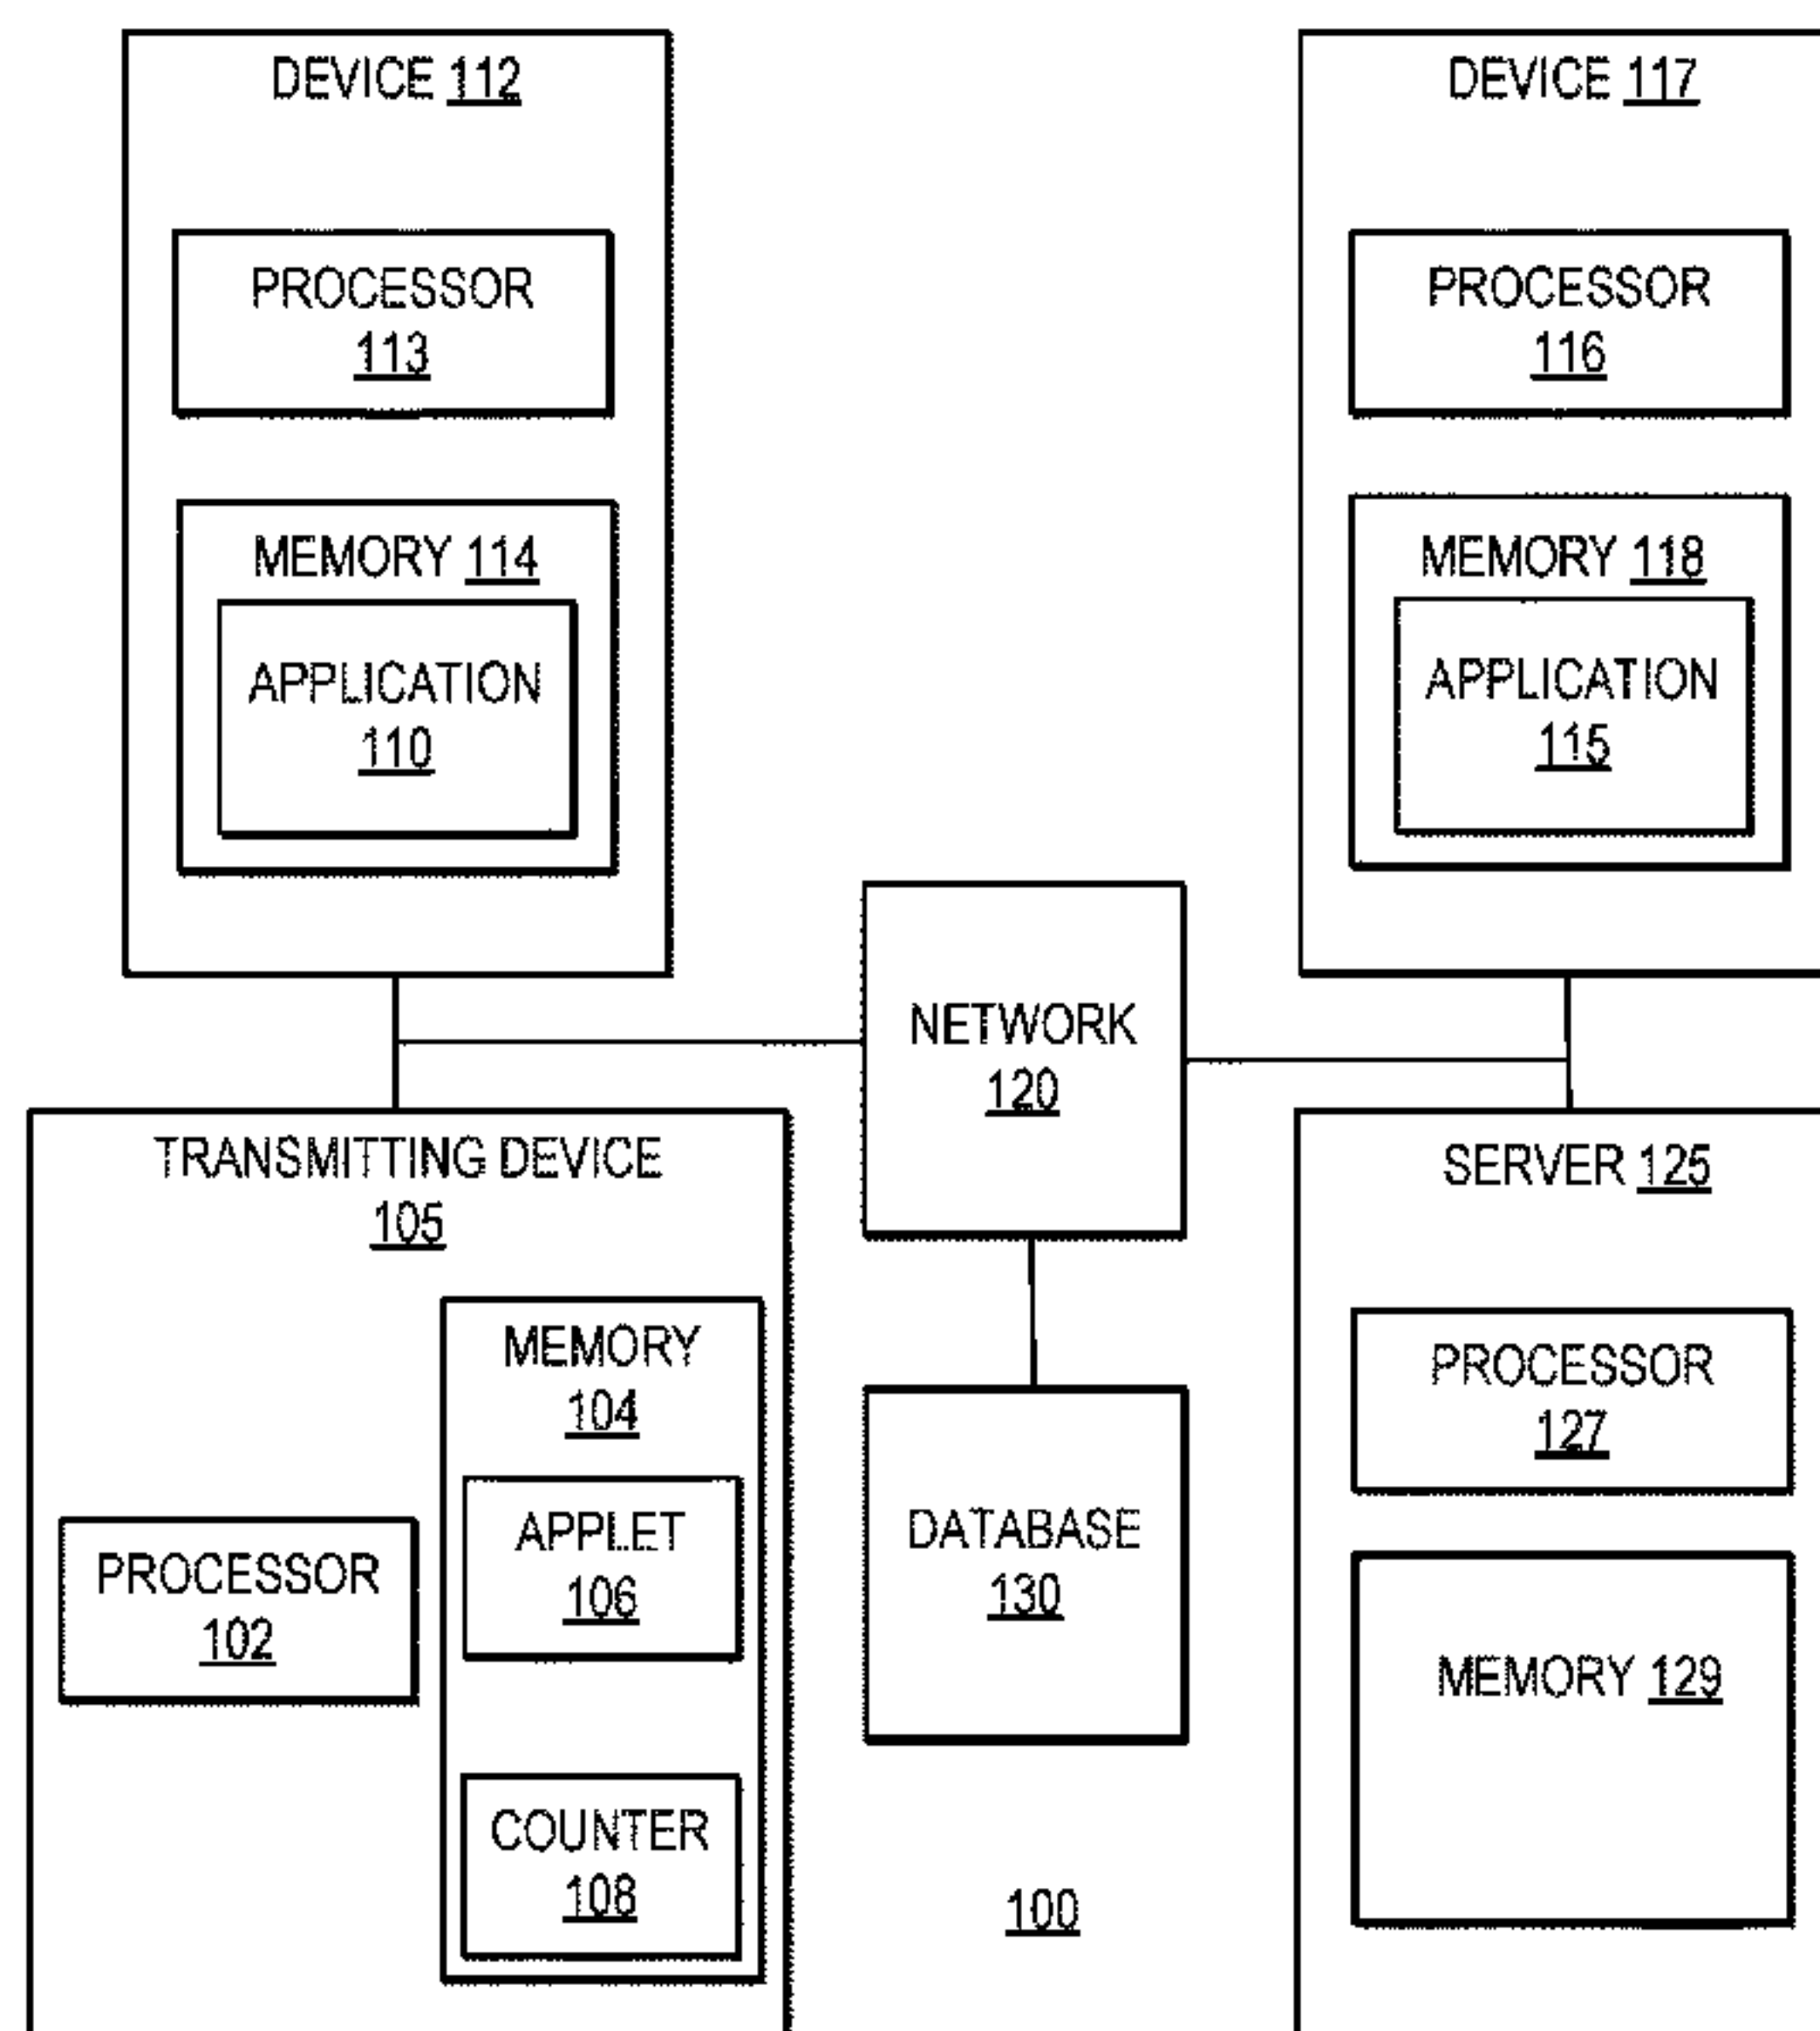 DEVICE 112
PROCESSOR
113
MEMORY 114
APPLICATION
110
DEVICE 117
PROCESSOR
116
MEMORY 118
APPLICATION
115
NETWORK
120
TRANSMITTING DEVICE
105
PROCESSOR
102
MEMORY
104
APPLET
106
COUNTER
108
DATABASE
130
100
SERVER 125
PROCESSOR
127
MEMORY 129